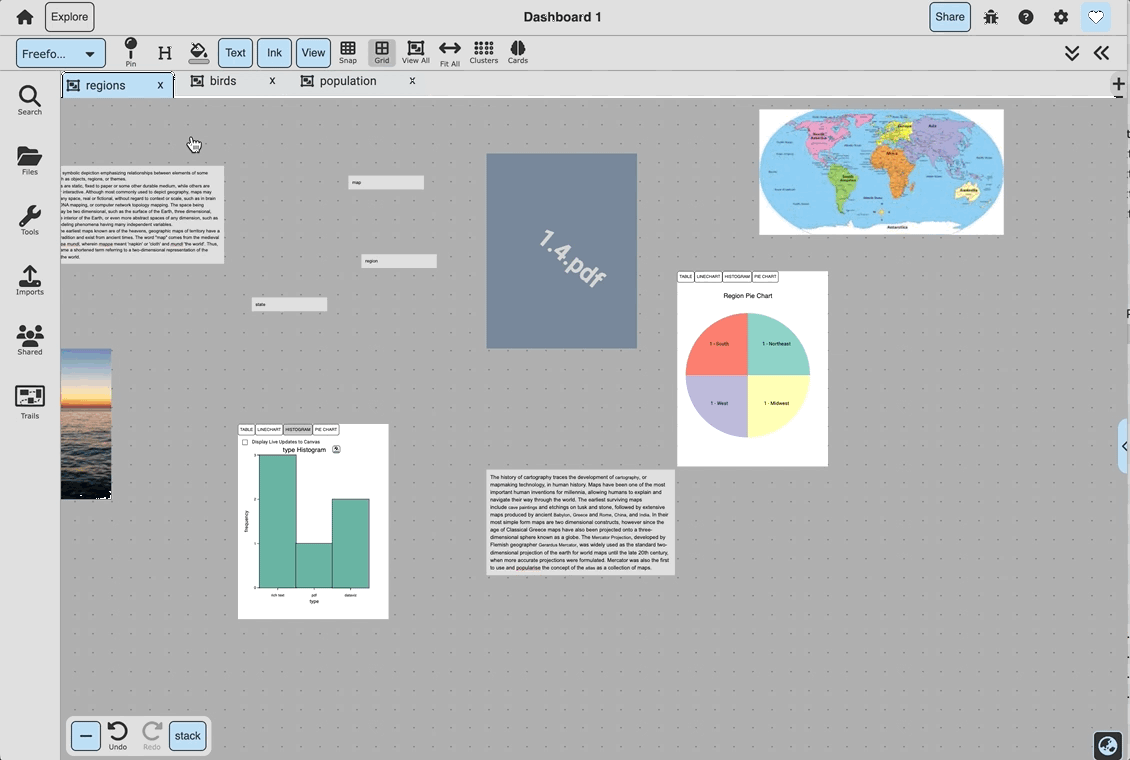 Explore
Dashboard 1
Share
Freefo...
Pin
H
Text
Ink
View
Snap
Grid
View All
Fit All
Clusters
Cards
regions x
birds x
population x
Search
Files
Tools
Imports
Shared
Trails
symbolic depiction emphasizing relationships between elements of some
as objects, regions, or themes.
are static, fixed to paper or some other durable medium, while others are
interactive. Although most commonly used to depict geography, maps may
any space, real or fictional, without regard to context or scale, such as in brain
DNA mapping, or computer network topology mapping. The space being
be two dimensional, such as the surface of the Earth, three dimensional,
interior of the Earth, or even more abstract spaces of any dimension, such as
phenomena having many independent variables.
earliest maps known are of the heavens, geographic maps of territory have a
tradition and exist from ancient times. The word "map" comes from the medieval
mundi, wherein mappa meant 'napkin' or 'cloth' and mundi 'the world'. Thus,
a shortened term referring to a two-dimensional representation of the
the world.
map
region
state
1.4.pdf
Asia
Africa
Australia
Antarctica
TABLE LINECHART HISTOGRAM PIE CHART
Region Pie Chart
1 - South
1 - Northeast
1 - West
1 - Midwest
TABLE LINECHART HISTOGRAM PIE CHART
Display Live Updates to Canvas
type Histogram
3
2
1
0
frequency
rich text
pdf
dataviz
type
The history of cartography traces the development of cartography, or
mapmaking technology, in human history. Maps have been one of the most
important human inventions for millennia, allowing humans to explain and
navigate their way through the world. The earliest surviving maps
include cave paintings and etchings on tusk and stone, followed by extensive
maps produced by ancient Babylon, Greece and Rome, China, and India. In their
most simple form maps are two dimensional constructs, however since the
age of Classical Greece maps have also been projected onto a three-
dimensional sphere known as a globe. The Mercator Projection, developed by
Flemish geographer Gerardus Mercator, was widely used as the standard two-
dimensional projection of the earth for world maps until the late 20th century,
when more accurate projections were formulated. Mercator was also the first
to use and popularise the concept of the atlas as a collection of maps.
Undo
Redo
stack